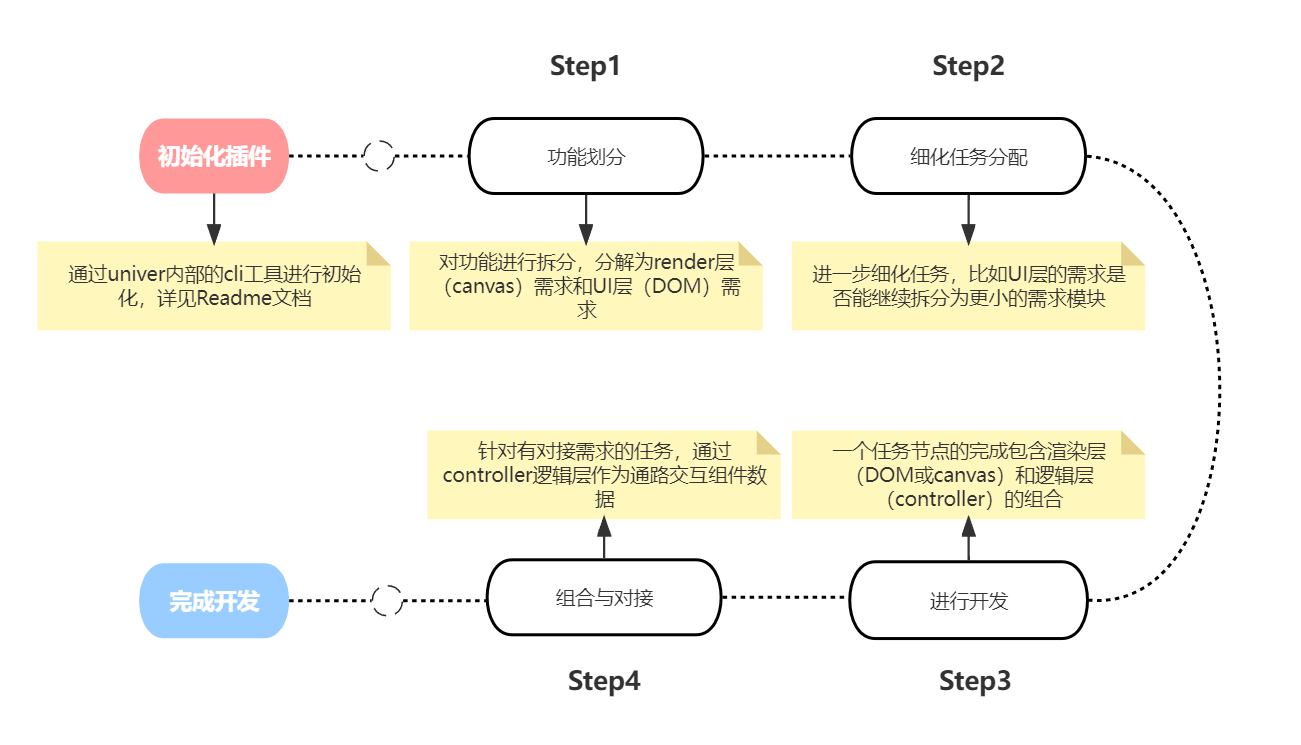 Step1
Step2
初始化插件
功能划分
细化任务分配
通过univer内部的cli工具进行初始
化，详见Readme文档
对功能进行拆分，分解为render层
（canvas）需求和UI层（DOM）需
求
进一步细化任务，比如UI层的需求是
否能继续拆分为更小的需求模块
针对有对接需求的任务，通过
controller逻辑层作为通路交互组件数
据
一个任务节点的完成包含渲染层
（DOM或canvas）和逻辑层
（controller）的组合
完成开发
组合与对接
进行开发
Step4
Step3